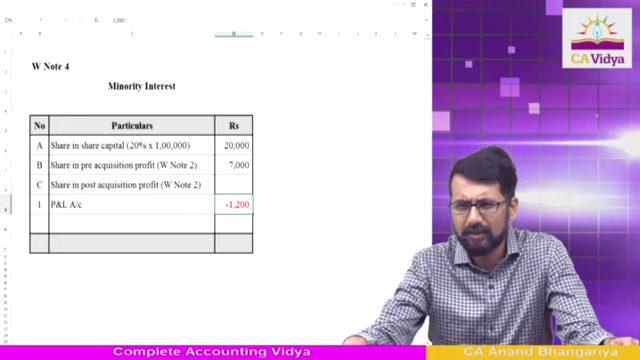 D9
-1200
W Note 4
Minority Interest
No Particulars Rs
A Share in share capital (20% x 1,00,000) 20,000
B Share in pre acquisition profit (W Note 2) 7,000
C Share in post acquisition profit (W Note 2)
1 P&L A/c -1,200
CA Vidya
Complete Accounting Vidya
CA Anand Bhangariya